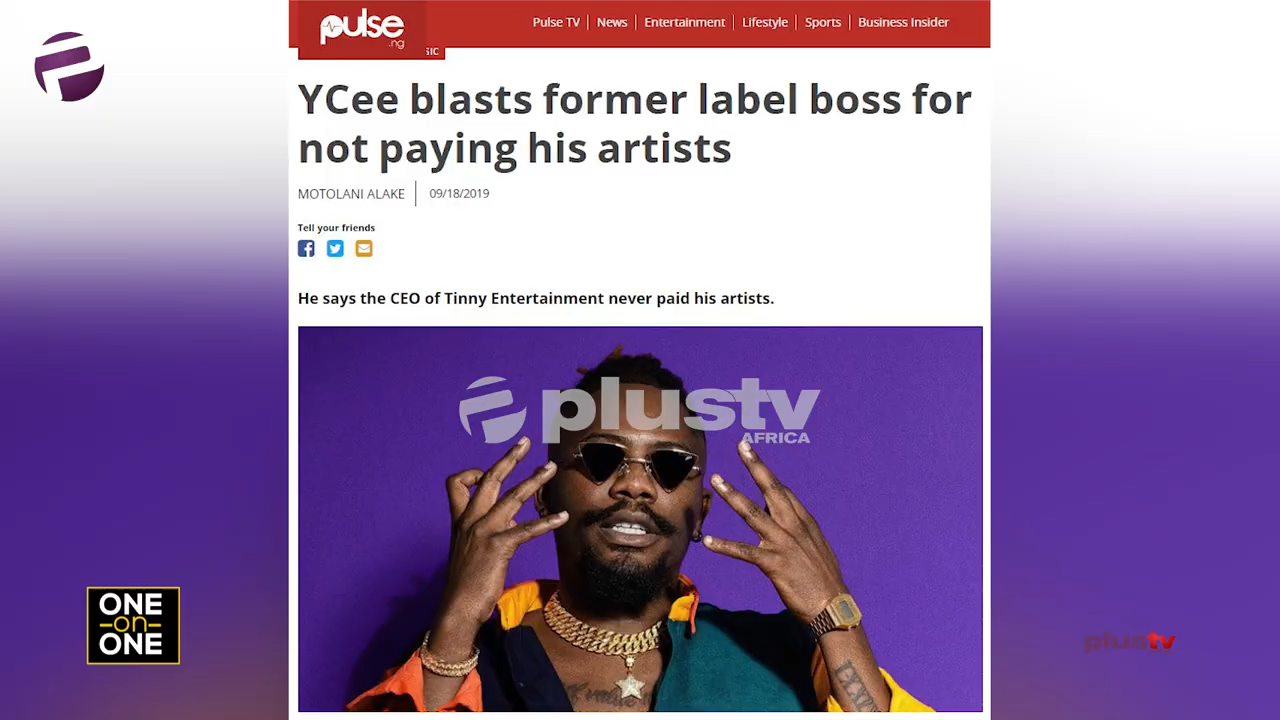 pulse
.ng
Pulse TV
News
Entertainment
Lifestyle
Sports
Business Insider
SIC
YCee blasts former label boss for
not paying his artists
MOTOLANI ALAKE
09/18/2019
Tell your friends
He says the CEO of Tinny Entertainment never paid his artists.
plustv
AFRICA
ONE
-on-
ONE
plustv